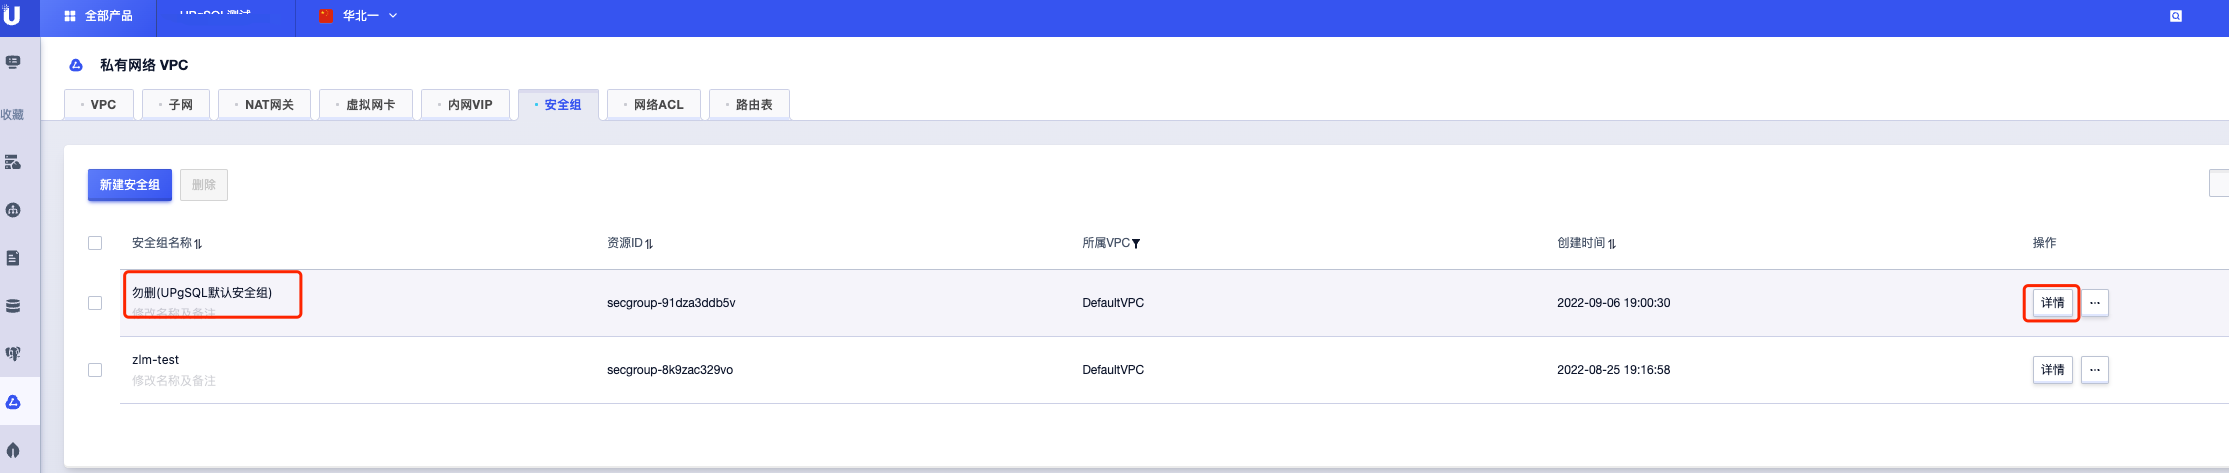 全部产品
华北一
私有网络 VPC
VPC
子网
NAT网关
虚拟网卡
内网VIP
安全组
网络ACL
路由表
收藏
新建安全组
删除
安全组名称
资源ID
所属VPC
创建时间
操作
勿删(UPgSQL默认安全组)
修改名称及备注
secgroup-91dza3ddb5v
DefaultVPC
2022-09-06 19:00:30
详情
...
zlm-test
修改名称及备注
secgroup-8k9zac329vo
DefaultVPC
2022-08-25 19:16:58
详情
...